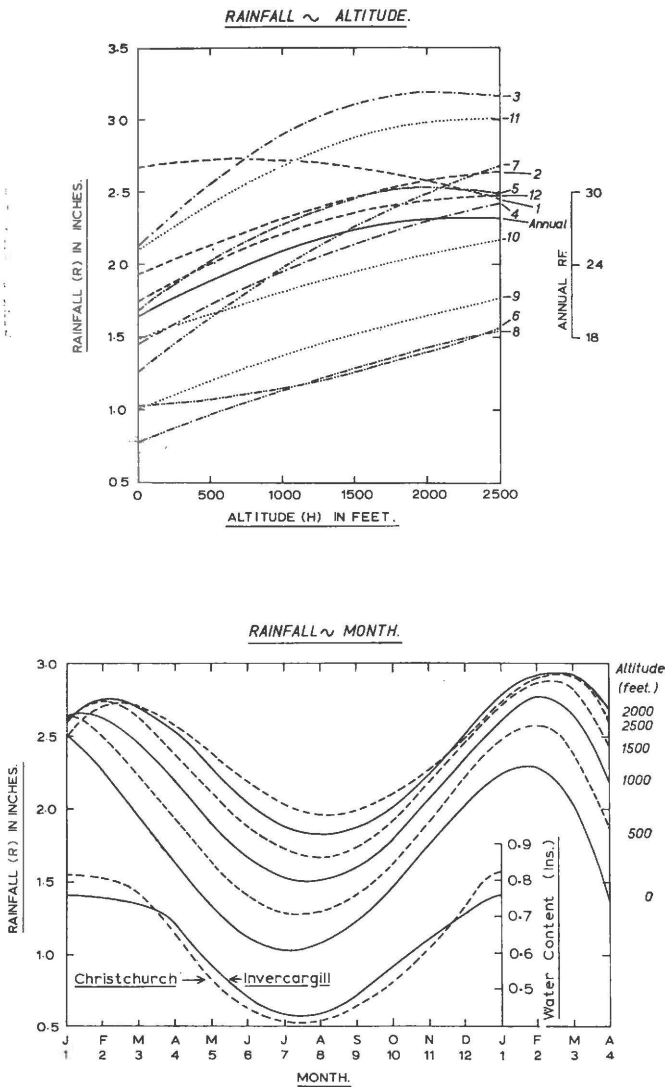 RAINFALL ~ ALTITUDE.
3.5
3.0
2.5
2.0
1.5
1.0
0.5
RAINFALL (R) IN INCHES.
0 500 1000 1500 2000 2500
ALTITUDE (H) IN FEET.
3
11
7
2
5
12
1
4
Annual
10
9
6
8
30
24
18
ANNUAL RF
RAINFALL ~ MONTH.
3.0
2.5
2.0
1.5
1.0
0.5
RAINFALL (R) IN INCHES.
Altitude
(feet.)
2000
2500
1500
1000
500
0
0.9
0.8
0.7
0.6
0.5
Water Content (Ins.)
Christchurch
Invercargill
J F M A M J J A S O N D J F M A
1 2 3 4 5 6 7 8 9 10 11 12 1 2 3 4
MONTH.